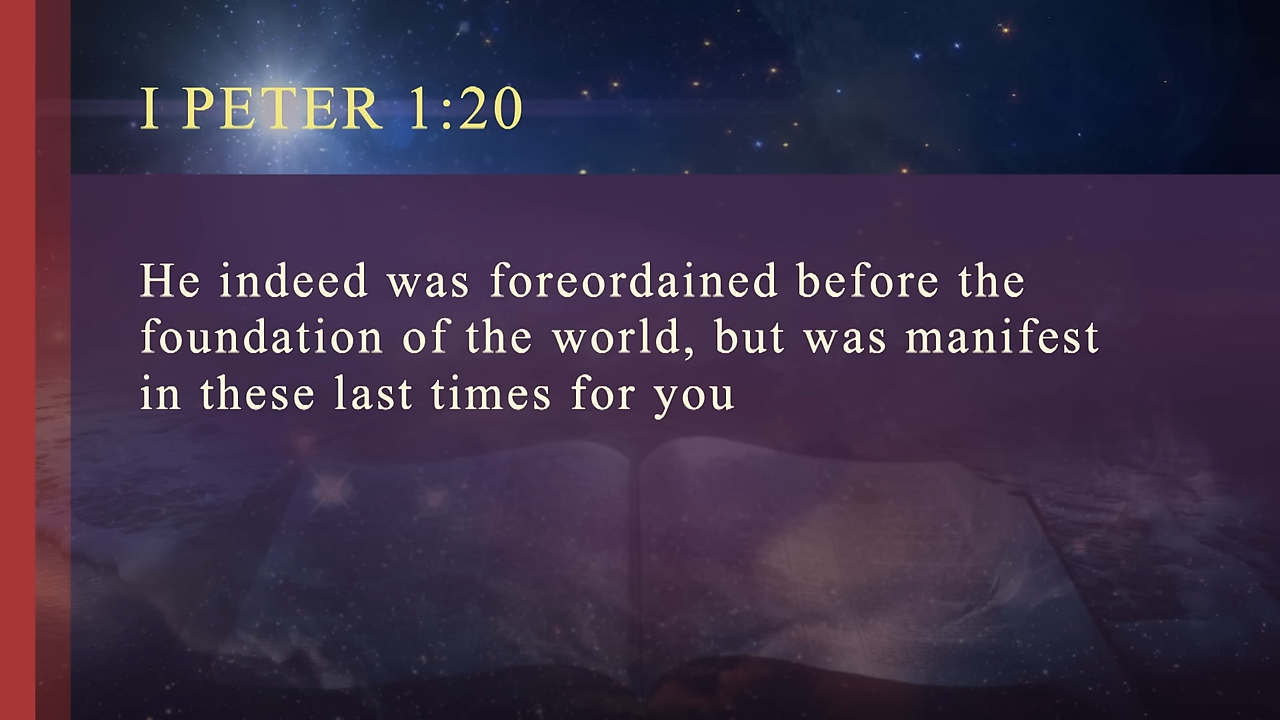 I PETER 1:20
He indeed was foreordained before the
foundation of the world, but was manifest
in these last times for you